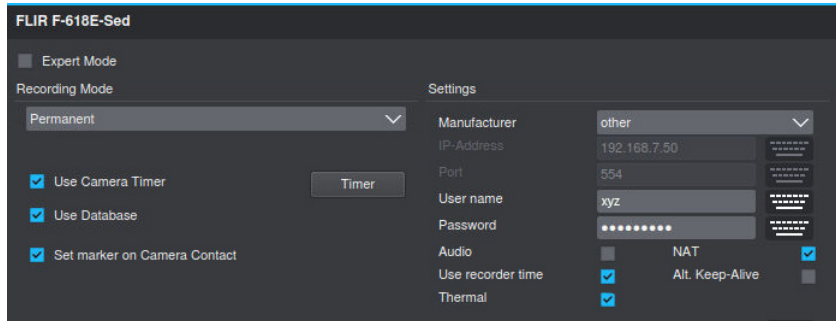 FLIR F-618E-Sed
Expert Mode
Recording Mode
Permanent
Use Camera Timer
Timer
Use Database
Set marker on Camera Contact
Settings
Manufacturer other
IP-Address 192.168.7.50
Port 554
User name xyz
Password •••••••••
Audio NAT
Use recorder time Alt. Keep-Alive
Thermal